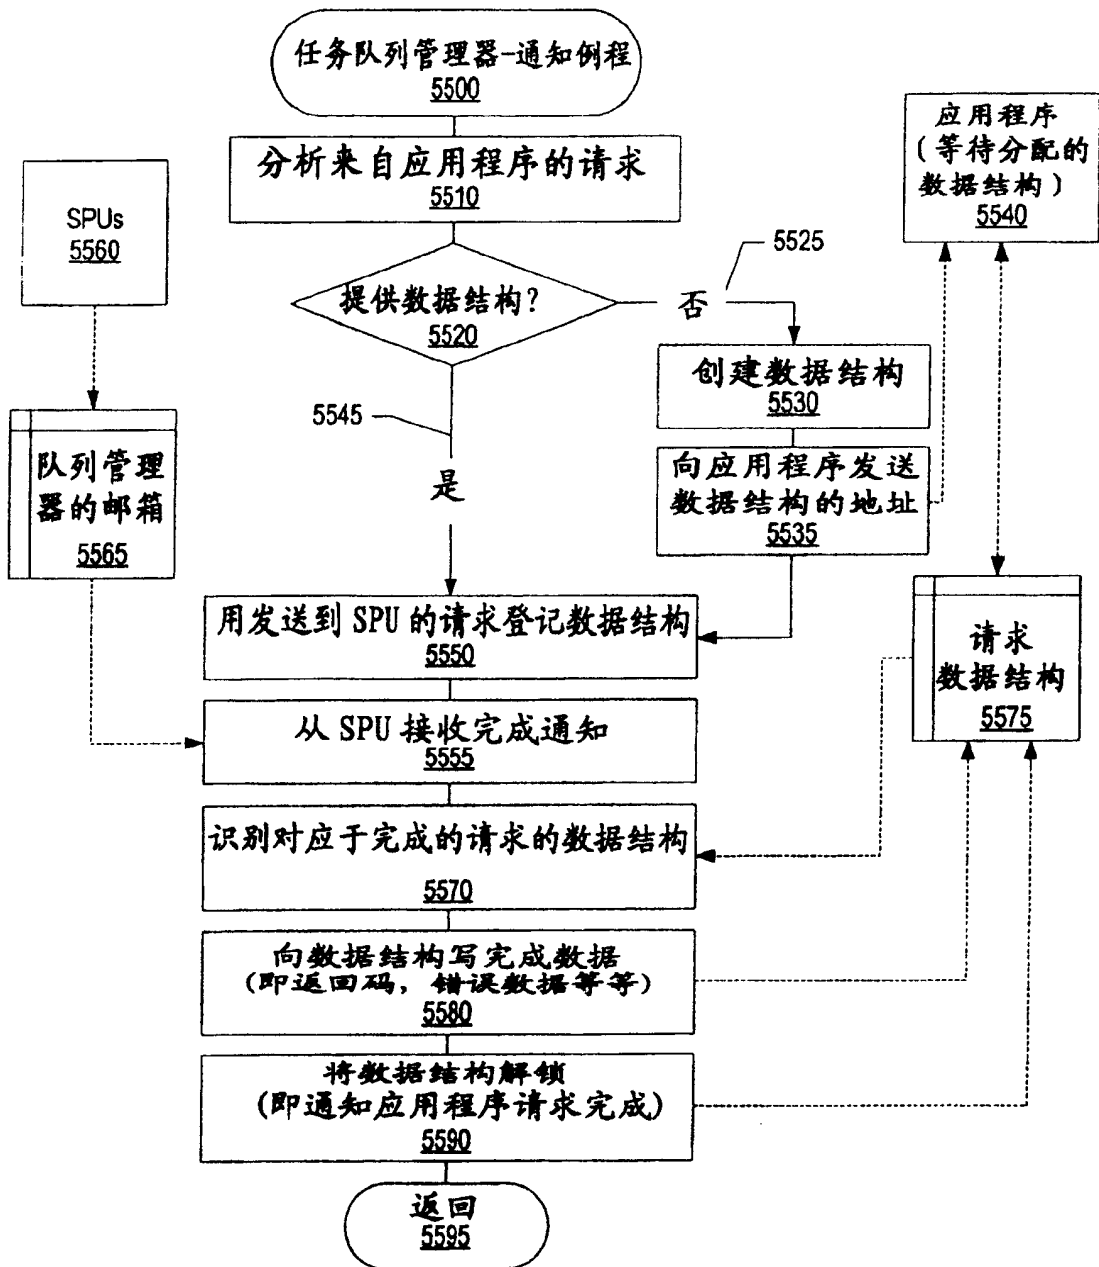 任务队列管理器-通知例程
5500
分析来自应用程序的请求
5510
应用程序
(等待分配的
数据结构)
5540
SPUs
5560
5525
提供数据结构?
5520
否
创建数据结构
5530
5545
是
队列管理
器的邮箱
5565
向应用程序发送
数据结构的地址
5535
用发送到 SPU 的请求登记数据结构
5550
请求
数据结构
5575
从 SPU 接收完成通知
5555
识别对应于完成的请求的数据结构
5570
向数据结构写完成数据
(即返回码, 错误数据等等)
5580
将数据结构解锁
(即通知应用程序请求完成)
5590
返回
5595